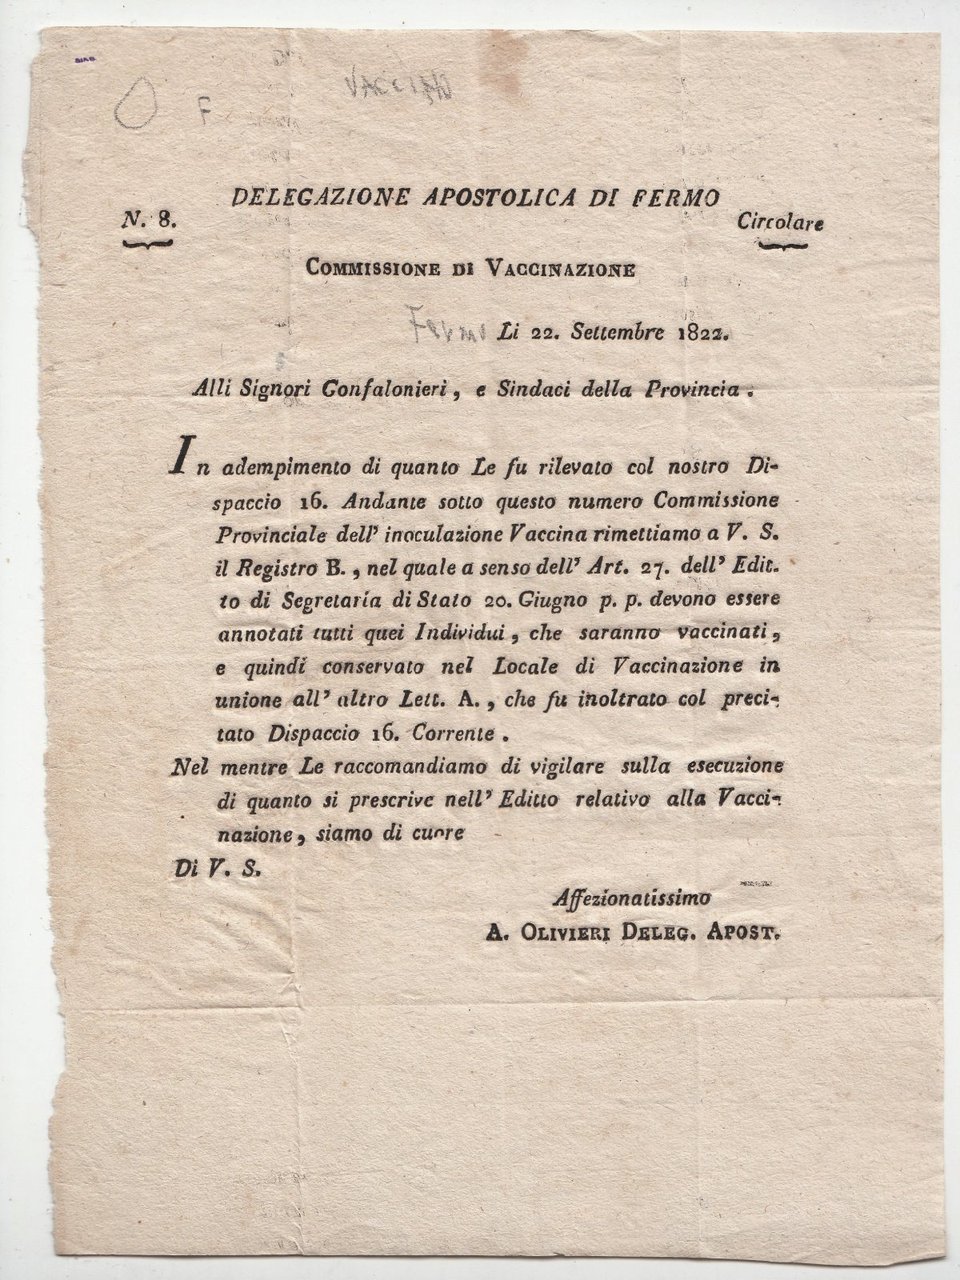 VACCINO
F
DELEGAZIONE APOSTOLICA DI FERMO
N. 8.
Circolare
COMMISSIONE DI VACCINAZIONE
Fermo Li 22. Settembre 1822.
Alli Signori Confalonieri, e Sindaci della Provincia.
In adempimento di quanto Le fu rilevato col nostro Di-
spaccio 16. Andante sotto questo numero Commissione
Provinciale dell' inoculazione Vaccina rimettiamo a V. S.
il Registro B., nel quale a senso dell' Art. 27. dell' Edit-
to di Segretaría di Stato 20. Giugno p. p. devono essere
annotati tutti quei Individui, che saranno vaccinati,
e quindi conservato nel Locale di Vaccinazione in
unione all' altro Lett. A., che fu inoltrato col preci-
tato Dispaccio 16. Corrente.
Nel mentre Le raccomandiamo di vigilare sulla esecuzione
di quanto si prescrive nell' Editto relativo alla Vacci-
nazione, siamo di cuore
Di V. S.
Affezionatissimo
A. OLIVIERI DELEG. APOST.